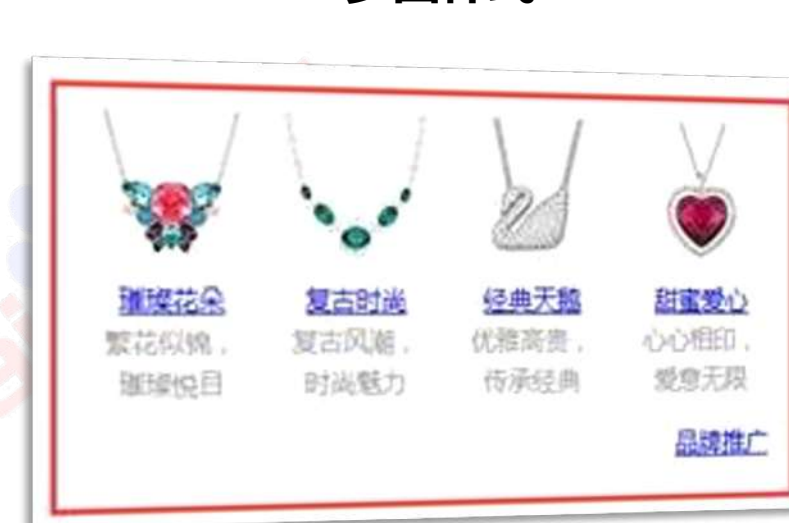 璀璨花朵 复古时尚 经典天鹅 甜蜜爱心
繁花似锦， 复古风潮， 优雅高贵， 心心相印，
璀璨悦目 时尚魅力 传承经典 爱意无限
品牌推广